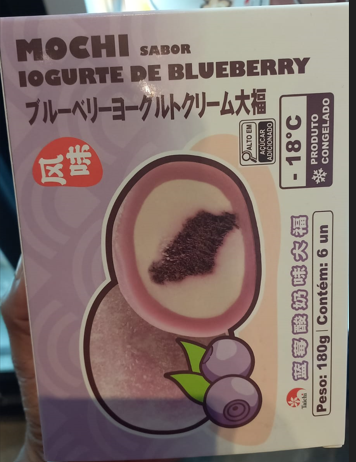 MOCHI SABOR
IOGURTE DE BLUEBERRY
ブルーベリーヨーグルトクリーム大福
风味
ALTO EM
AÇÚCAR
ADICIONADO
-18°C
PRODUTO
CONGELADO
蓝莓酸奶味大福
Peso: 180g | Contém: 6 un